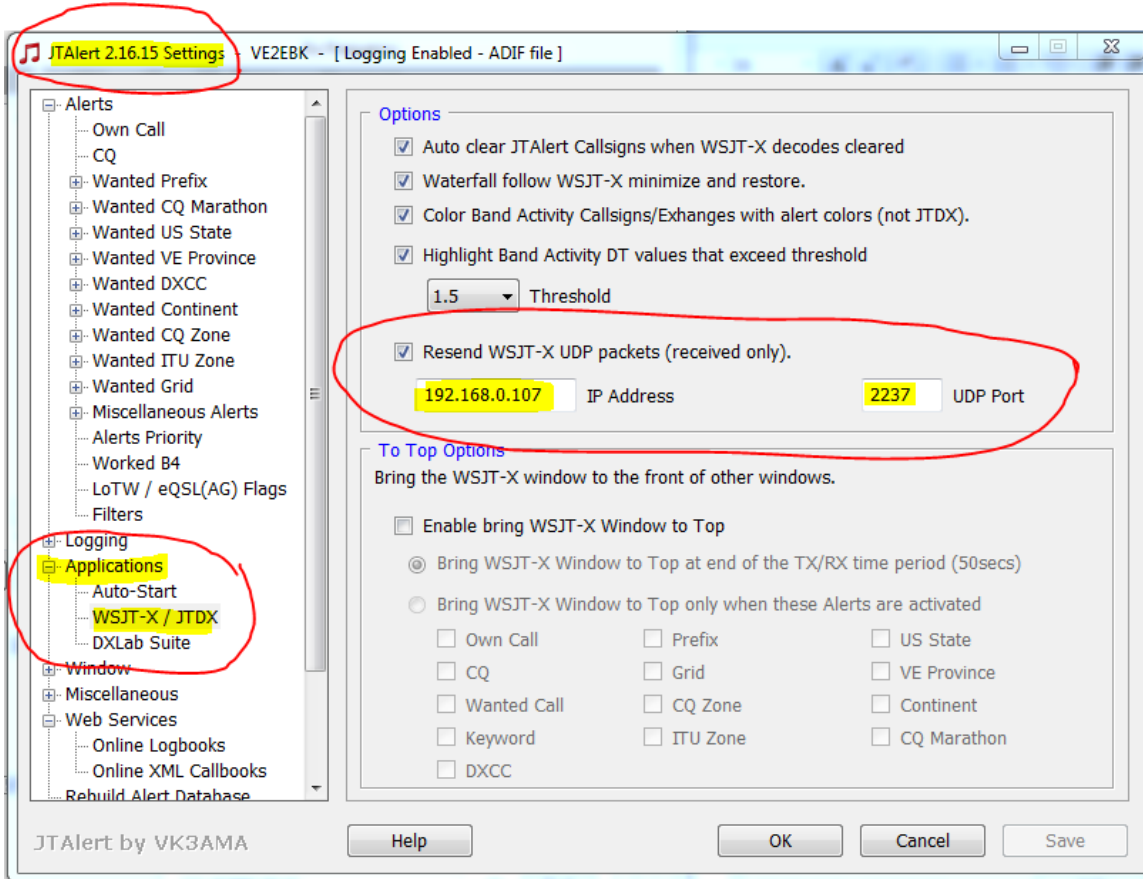 JTAlert 2.16.15 Settings - VE2EBK - [ Logging Enabled - ADIF file ]
Alerts
Own Call
CQ
Wanted Prefix
Wanted CQ Marathon
Wanted US State
Wanted VE Province
Wanted DXCC
Wanted Continent
Wanted CQ Zone
Wanted ITU Zone
Wanted Grid
Miscellaneous Alerts
Alerts Priority
Worked B4
LoTW / eQSL(AG) Flags
Filters
Logging
Applications
Auto-Start
WSJT-X / JTDX
DXLab Suite
Window
Miscellaneous
Web Services
Online Logbooks
Online XML Callbooks
Rebuild Alert Database
Options
Auto clear JTAlert Callsigns when WSJT-X decodes cleared
Waterfall follow WSJT-X minimize and restore.
Color Band Activity Callsigns/Exhanges with alert colors (not JTDX).
Highlight Band Activity DT values that exceed threshold
1.5 Threshold
Resend WSJT-X UDP packets (received only).
192.168.0.107 IP Address 2237 UDP Port
To Top Options
Bring the WSJT-X window to the front of other windows.
Enable bring WSJT-X Window to Top
Bring WSJT-X Window to Top at end of the TX/RX time period (50secs)
Bring WSJT-X Window to Top only when these Alerts are activated
Own Call Prefix US State
CQ Grid VE Province
Wanted Call CQ Zone Continent
Keyword ITU Zone CQ Marathon
DXCC
JTAlert by VK3AMA Help OK Cancel Save